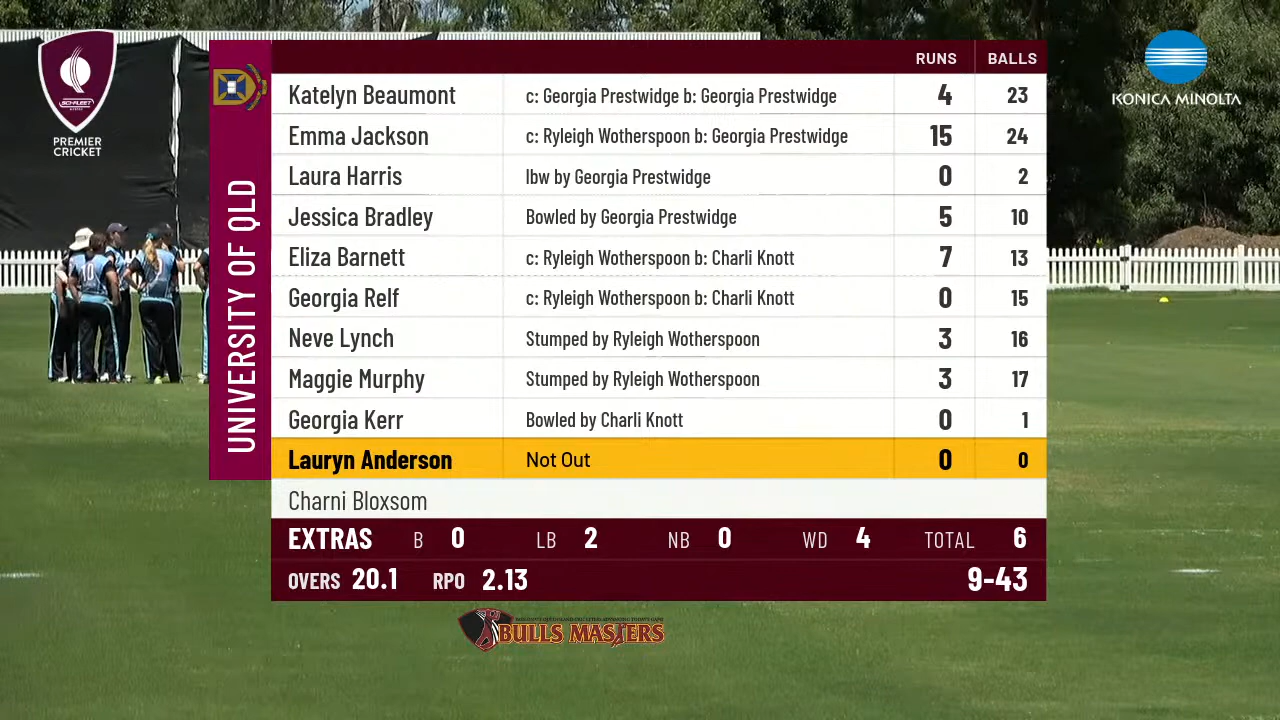 RUNS BALLS
Katelyn Beaumont c: Georgia Prestwidge b: Georgia Prestwidge 4 23
Emma Jackson c: Ryleigh Wotherspoon b: Georgia Prestwidge 15 24
Laura Harris lbw by Georgia Prestwidge 0 2
Jessica Bradley Bowled by Georgia Prestwidge 5 10
Eliza Barnett c: Ryleigh Wotherspoon b: Charli Knott 7 13
Georgia Relf c: Ryleigh Wotherspoon b: Charli Knott 0 15
Neve Lynch Stumped by Ryleigh Wotherspoon 3 16
Maggie Murphy Stumped by Ryleigh Wotherspoon 3 17
Georgia Kerr Bowled by Charli Knott 0 1
Lauryn Anderson Not Out 0 0
Charni Bloxsom
EXTRAS B 0 LB 2 NB 0 WD 4 TOTAL 6
OVERS 20.1 RPO 2.13 9-43
UNIVERSITY OF QLD
PREMIER
CRICKET
KONICA MINOLTA
BULLS MASTERS
10